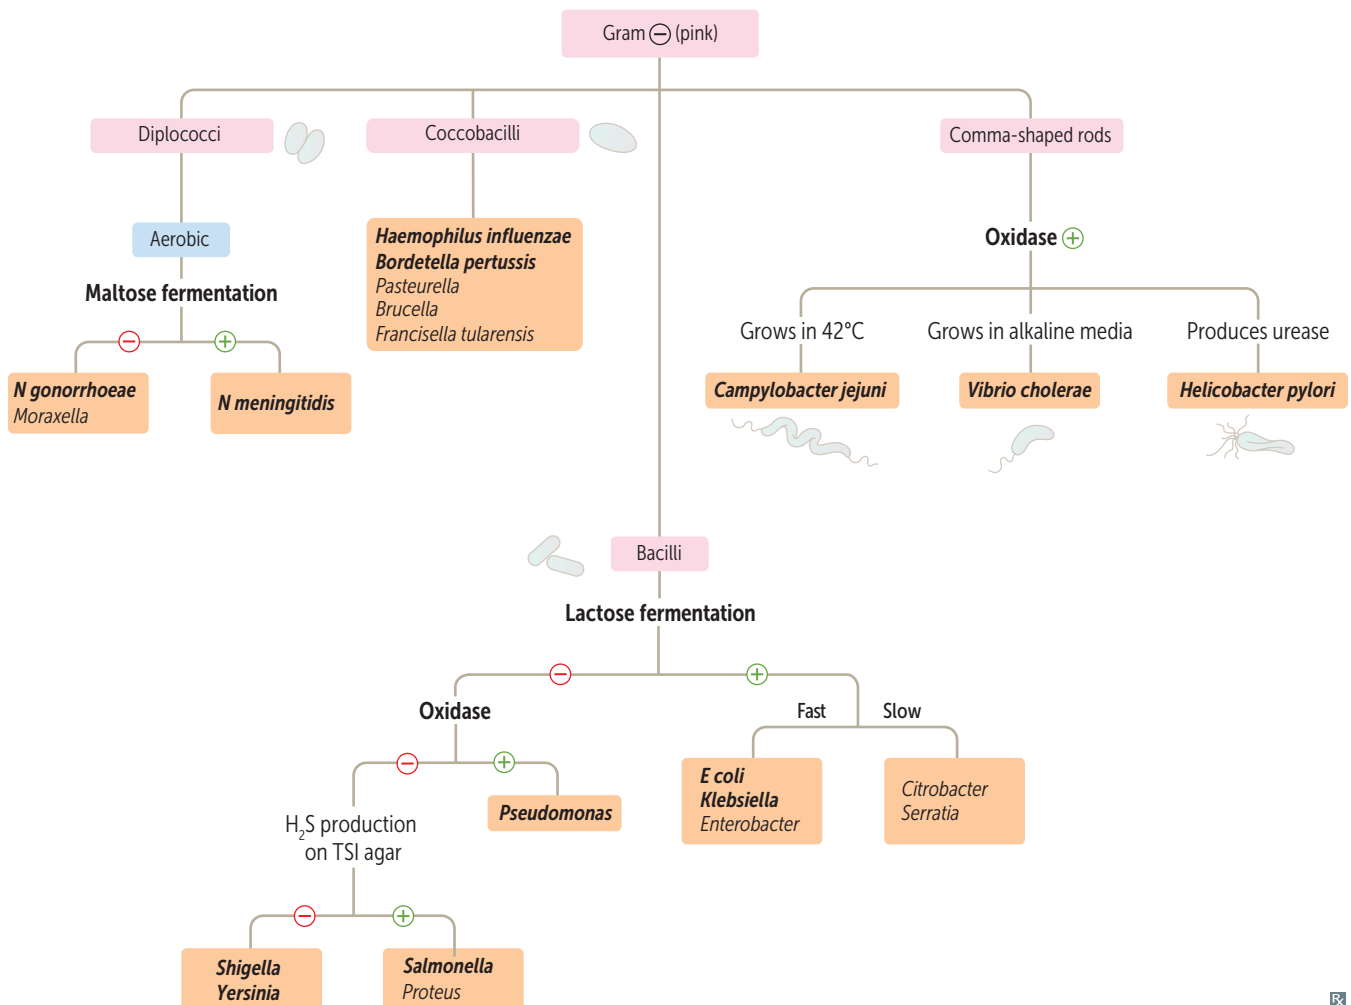 Gram ⊖ (pink)
Diplococci
Coccobacilli
Comma-shaped rods
Aerobic
Haemophilus influenzae
Bordetella pertussis
Pasteurella
Brucella
Francisella tularensis
Oxidase ⊕
Maltose fermentation
− +
N gonorrhoeae
Moraxella
N meningitidis
Grows in 42°C
Grows in alkaline media
Produces urease
Campylobacter jejuni
Vibrio cholerae
Helicobacter pylori
Bacilli
Lactose fermentation
− +
Oxidase
Fast
Slow
− +
Pseudomonas
E coli
Klebsiella
Enterobacter
Citrobacter
Serratia
H₂S production
on TSI agar
− +
Shigella
Yersinia
Salmonella
Proteus
Rx